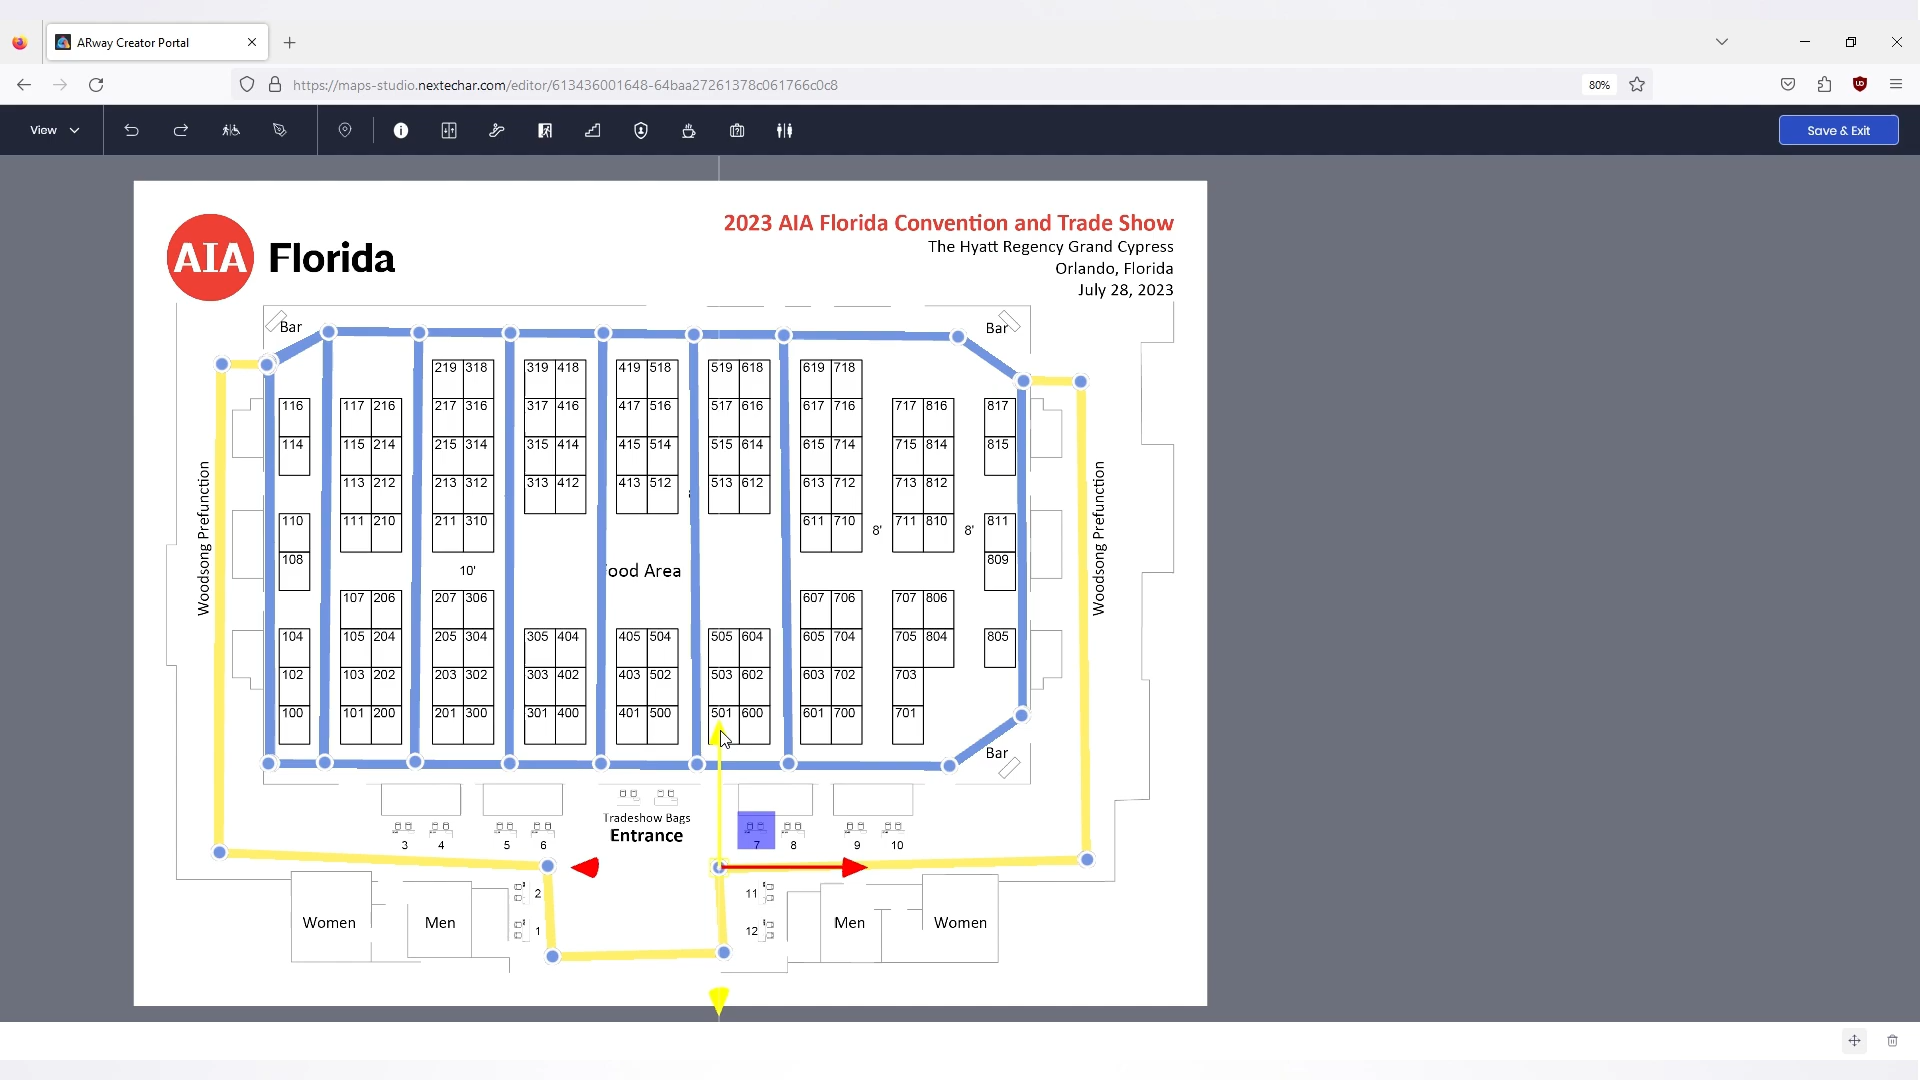 ARway Creator Portal
https://maps-studio.nextechar.com/editor/613436001648-64baa27261378c061766c0c8
80%
View
Save & Exit
AIA Florida
2023 AIA Florida Convention and Trade Show
The Hyatt Regency Grand Cypress
Orlando, Florida
July 28, 2023
Bar
Bar
219 318 319 418 419 518 519 618 619 718
116 117 216 217 316 317 416 417 516 517 616 617 716 717 816 817
114 115 214 215 314 315 414 415 514 515 614 615 714 715 814 815
113 212 213 312 313 412 413 512 513 612 613 712 713 812
110 111 210 211 310 611 710 8' 711 810 8' 811
108 10' ood Area 809
107 206 207 306 607 706 707 806
104 105 204 205 304 305 404 405 504 505 604 605 704 705 804 805
102 103 202 203 302 303 402 403 502 503 602 603 702 703
100 101 200 201 300 301 400 401 500 501 600 601 700 701
Woodsong Prefunction
Woodsong Prefunction
Bar
Tradeshow Bags
Entrance
3 4 5 6 7 8 9 10
2 11
Women Men 1 12 Men Women